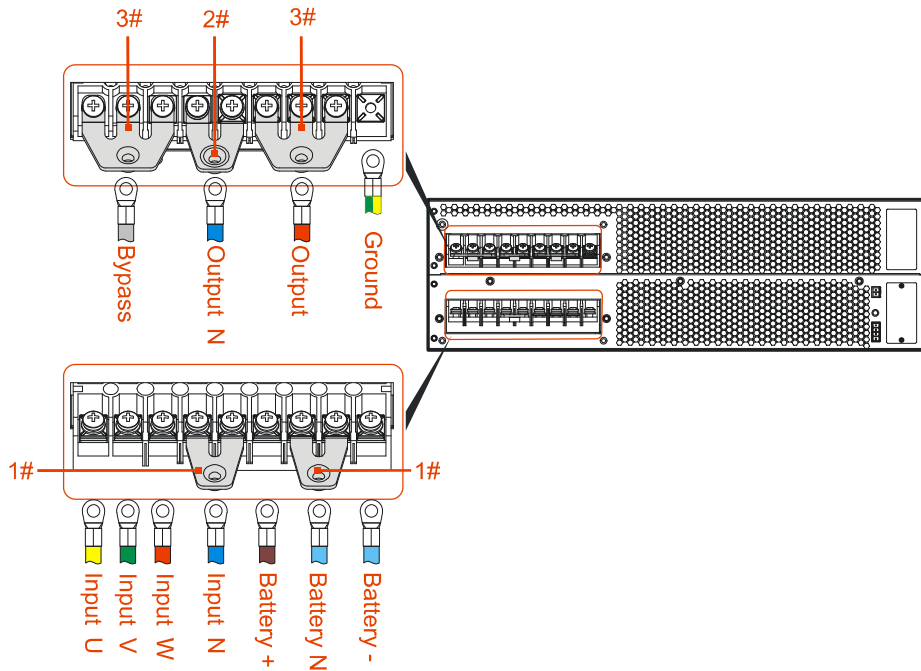 3#
2#
3#
Bypass
Output N
Output
Ground
1#
1#
Input U
Input V
Input W
Input N
Battery +
Battery N
Battery -